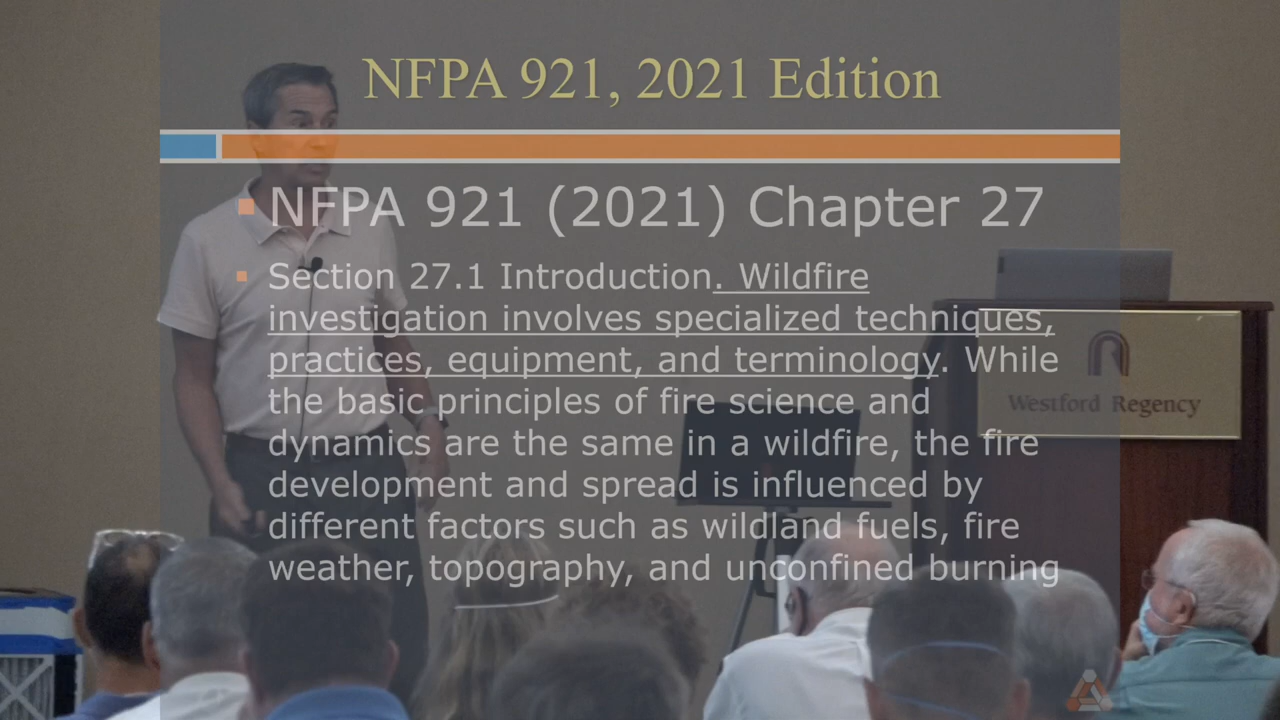 NFPA 921, 2021 Edition
NFPA 921 (2021) Chapter 27
Section 27.1 Introduction. Wildfire
investigation involves specialized techniques,
practices, equipment, and terminology. While
the basic principles of fire science and
dynamics are the same in a wildfire, the fire
development and spread is influenced by
different factors such as wildland fuels, fire
weather, topography, and unconfined burning
Westford Regency